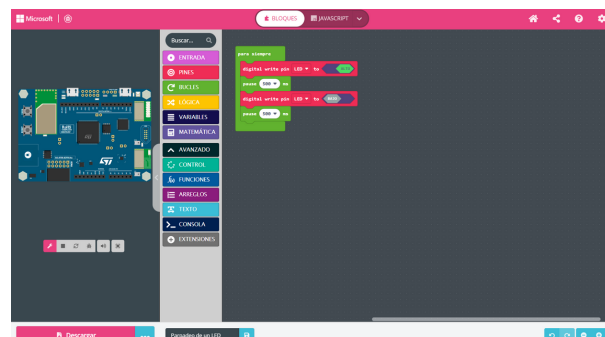 Microsoft
BLOQUES
JAVASCRIPT
Buscar...
ENTRADA
PINES
BUCLES
LÓGICA
VARIABLES
MATEMÁTICA
AVANZADO
CONTROL
FUNCIONES
ARREGLOS
TEXTO
CONSOLA
EXTENSIONES
para siempre
digital write pin LED to
pause 500 ms
digital write pin LED to
pause 500 ms
Descargar
Parpadeo de un LED